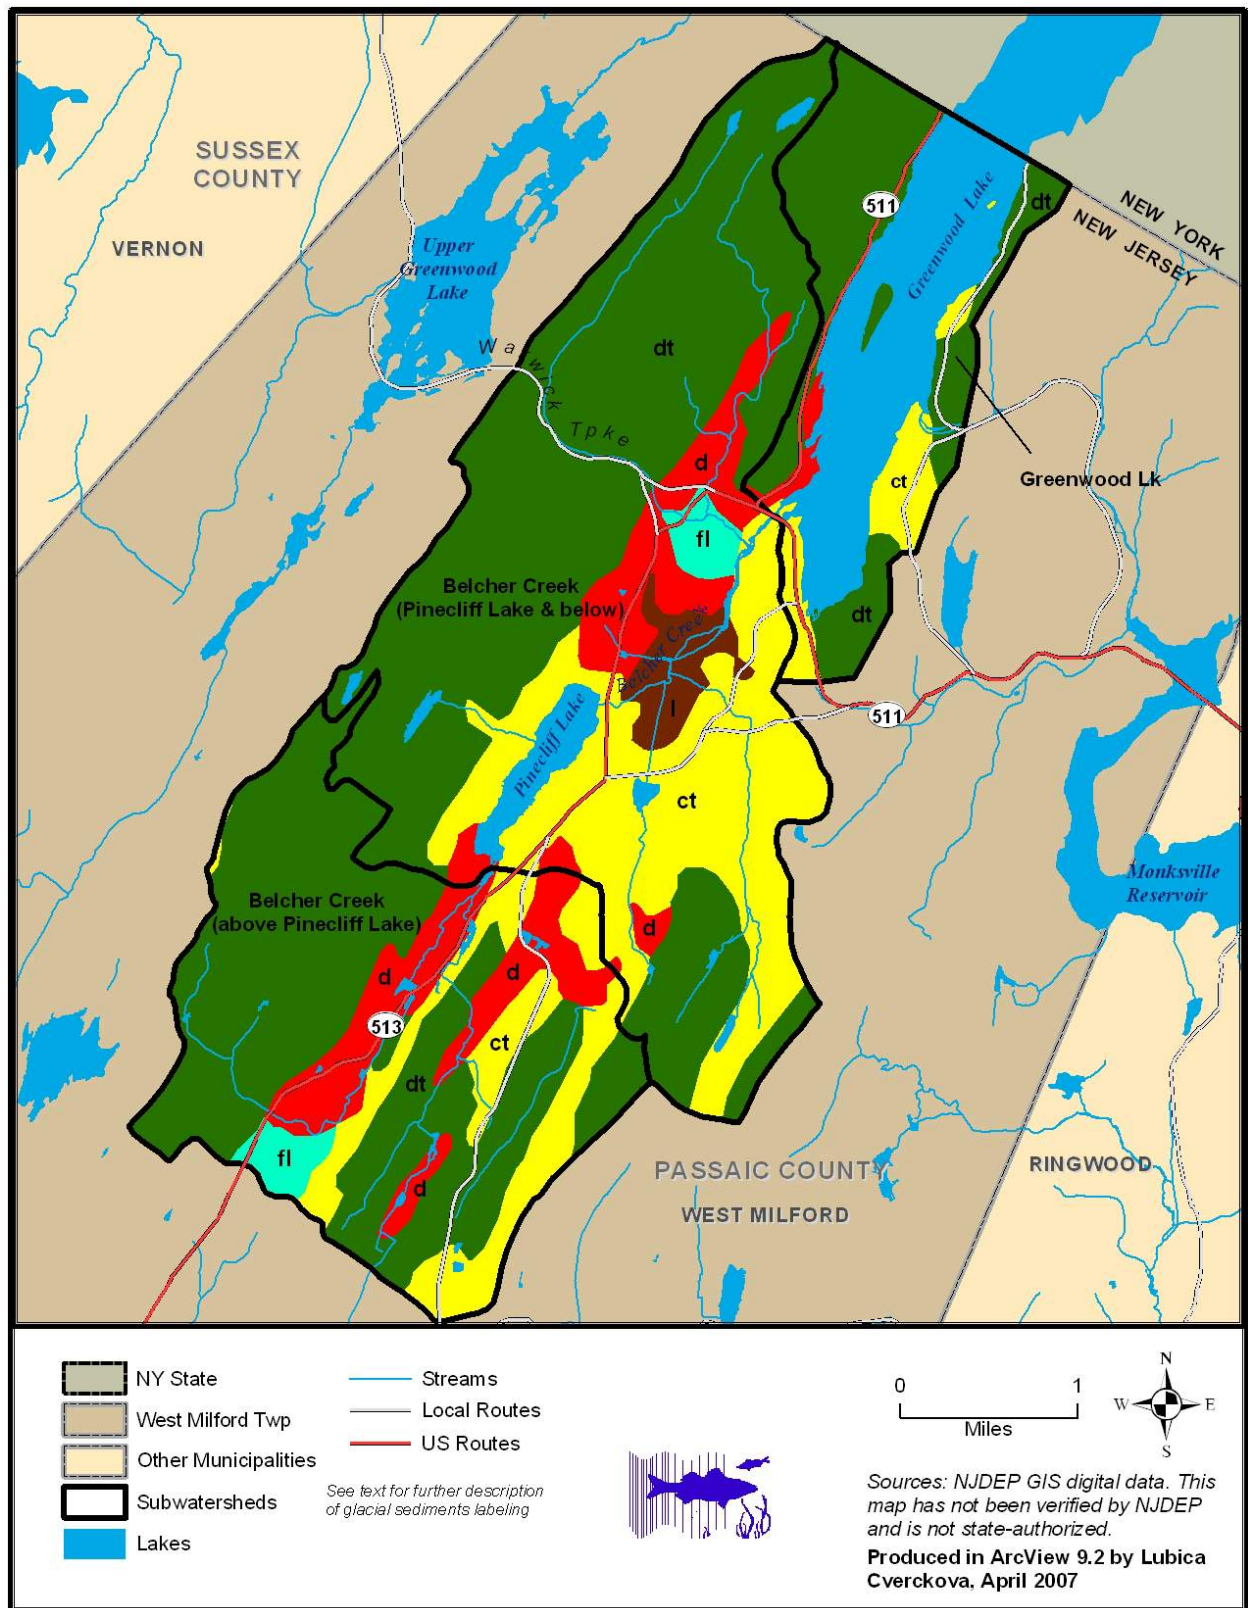 SUSSEX
COUNTY
VERNON
Upper
Greenwood
Lake
511
Greenwood Lake
dt
NEW YORK
NEW JERSEY
Warwick Tpke
dt
d
ct
Greenwood Lk
fl
Belcher Creek
(Pinecliff Lake & below)
dt
Belcher Creek
l
Pinecliff Lake
511
ct
Monksville
Reservoir
Belcher Creek
(above Pinecliff Lake)
d
d
d
513
ct
dt
fl
d
PASSAIC COUNTY
WEST MILFORD
RINGWOOD
NY State
West Milford Twp
Other Municipalities
Subwatersheds
Lakes
Streams
Local Routes
US Routes
See text for further description
of glacial sediments labeling
0 1
Miles
N
W E
S
Sources: NJDEP GIS digital data. This
map has not been verified by NJDEP
and is not state-authorized.
Produced in ArcView 9.2 by Lubica
Cverckova, April 2007